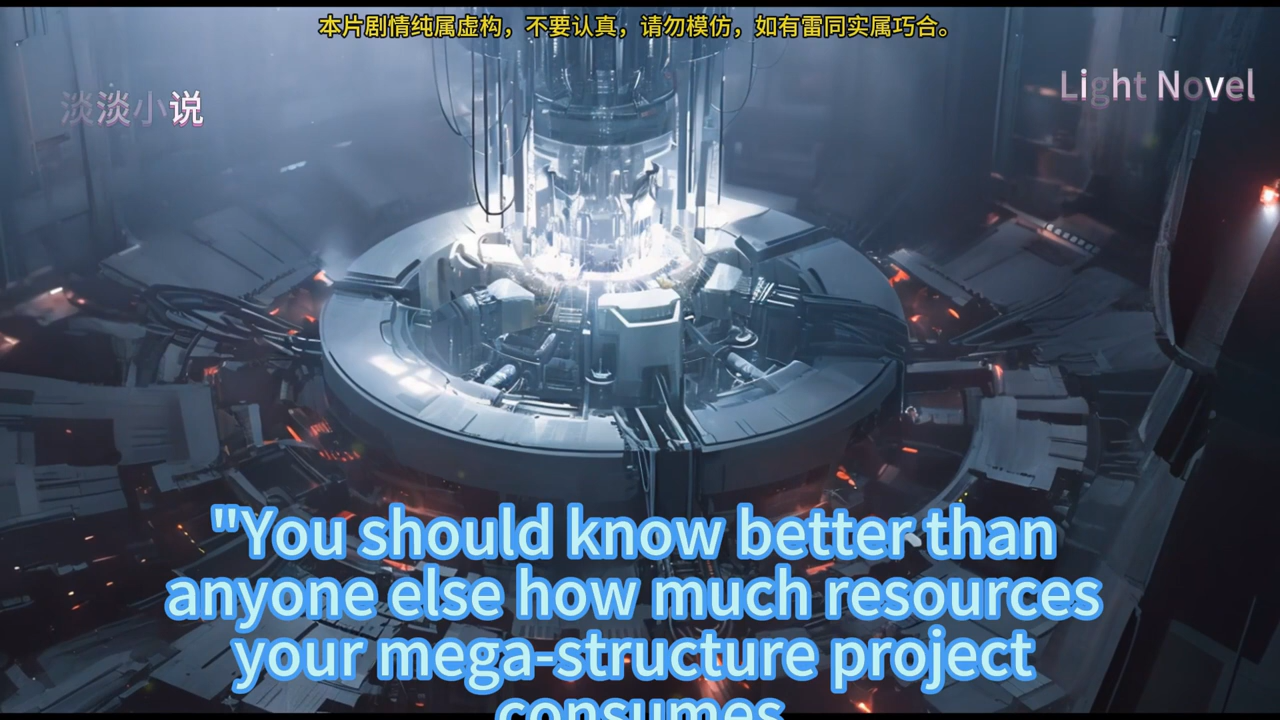 本片剧情纯属虚构，不要认真，请勿模仿，如有雷同实属巧合。
Light Novel
淡淡小说
"You should know better than
anyone else how much resources
your mega-structure project
consumes